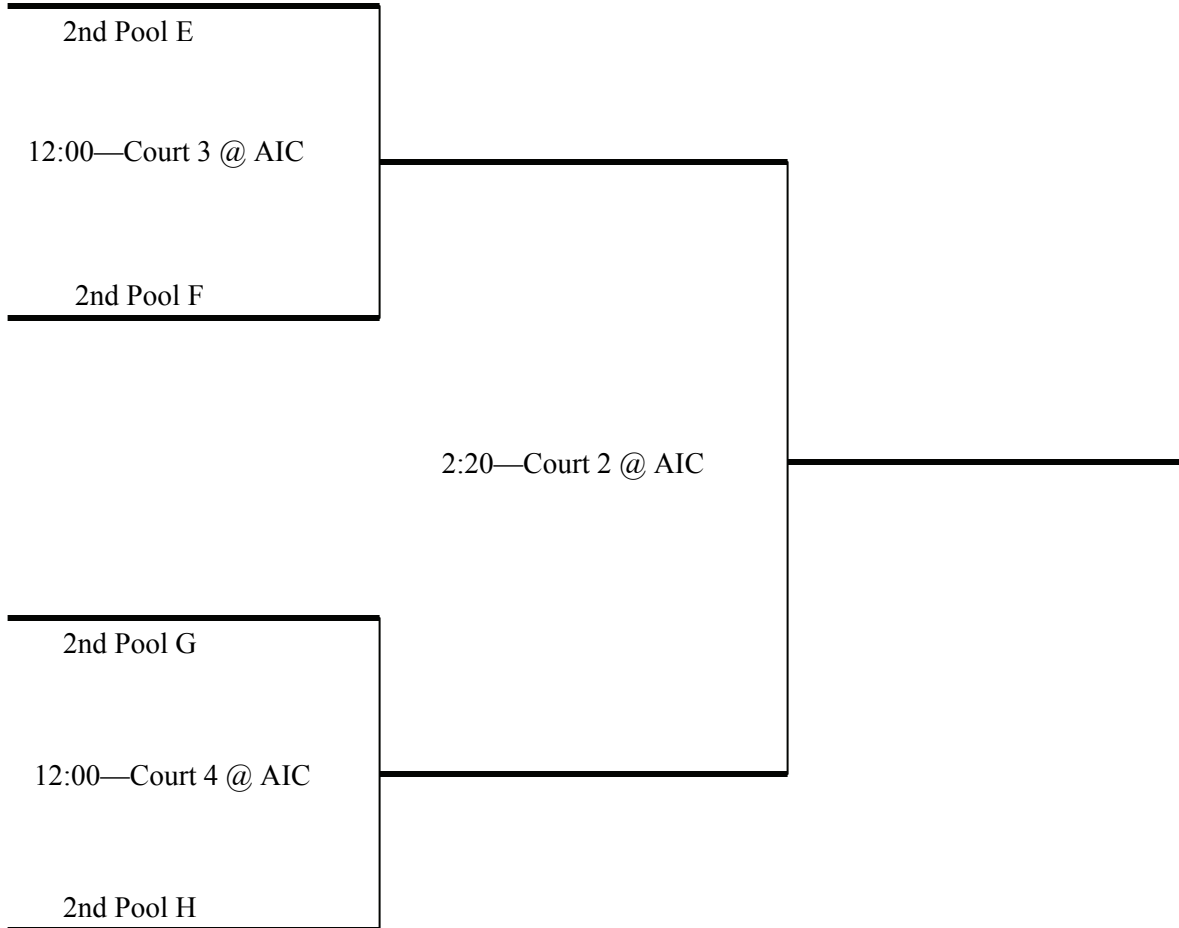 2nd Pool E
12:00—Court 3 @ AIC
2nd Pool F
2:20—Court 2 @ AIC
2nd Pool G
12:00—Court 4 @ AIC
2nd Pool H